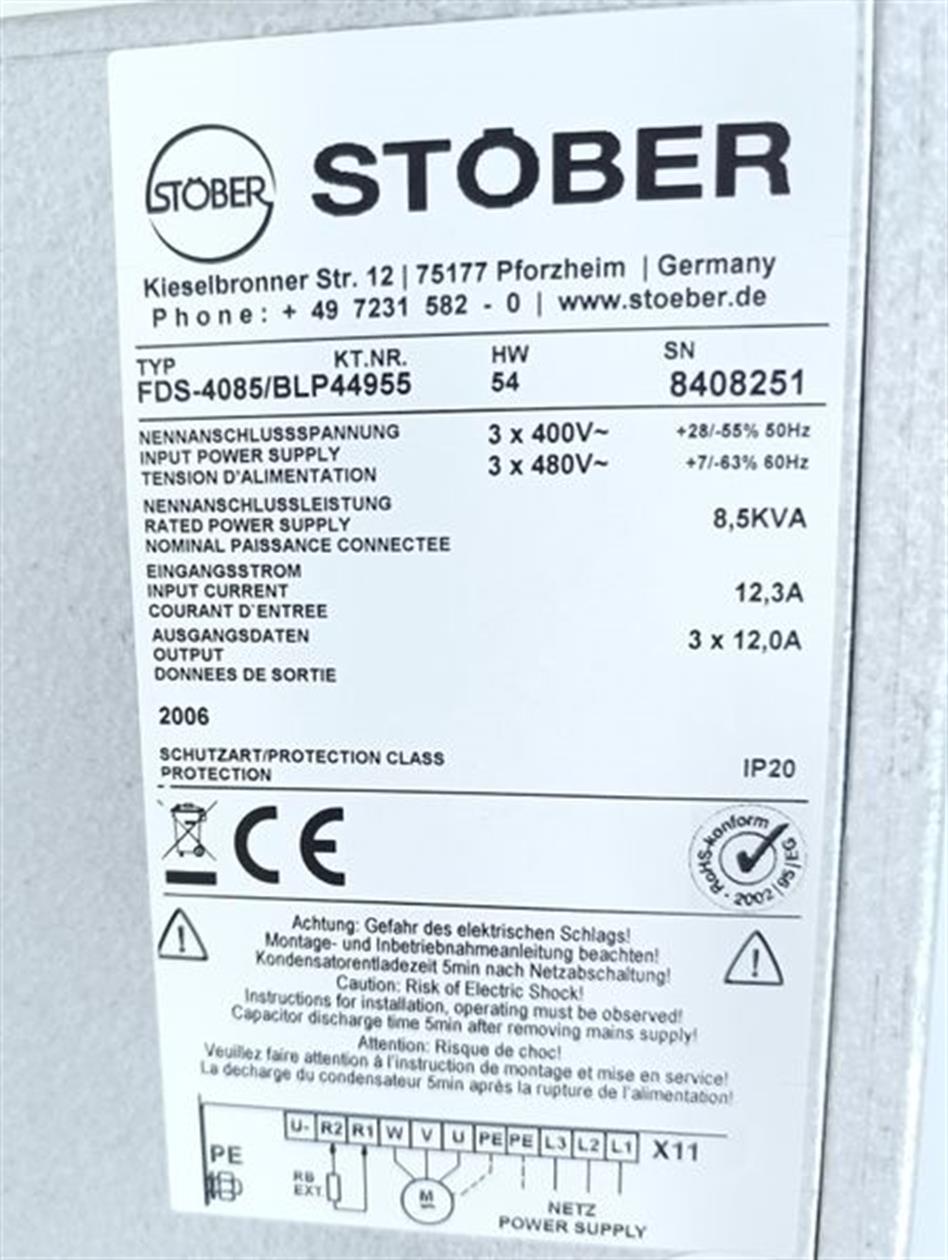 STÖBER STÖBER
Kieselbronner Str. 12 | 75177 Pforzheim | Germany
Phone: + 49 7231 582 - 0 | www.stoeber.de
TYP KT.NR. HW SN
FDS-4085/BLP44955 54 8408251
NENNANSCHLUSSSPANNUNG 3 x 400V~ +28/-55% 50Hz
INPUT POWER SUPPLY 3 x 480V~ +7/-63% 60Hz
TENSION D'ALIMENTATION
NENNANSCHLUSSLEISTUNG
RATED POWER SUPPLY 8,5KVA
NOMINAL PAISSANCE CONNECTEE
EINGANGSSTROM
INPUT CURRENT 12,3A
COURANT D´ENTREE
AUSGANGSDATEN 3 x 12,0A
OUTPUT
DONNEES DE SORTIE
2006
SCHUTZART/PROTECTION CLASS IP20
PROTECTION
CE
RoHS-konform - 2002/95/EG
Achtung: Gefahr des elektrischen Schlags!
Montage- und Inbetriebnahmeanleitung beachten!
Kondensatorentladezeit 5min nach Netzabschaltung!
Caution: Risk of Electric Shock!
Instructions for installation, operating must be observed!
Capacitor discharge time 5min after removing mains supply!
Attention: Risque de choc!
Veuillez faire attention à l'instruction de montage et mise en service!
La decharge du condensateur 5min après la rupture de l'alimentation!
U- R2 R1 W V U PE PE L3 L2 L1 X11
PE
RB
EXT.
M
NETZ
POWER SUPPLY